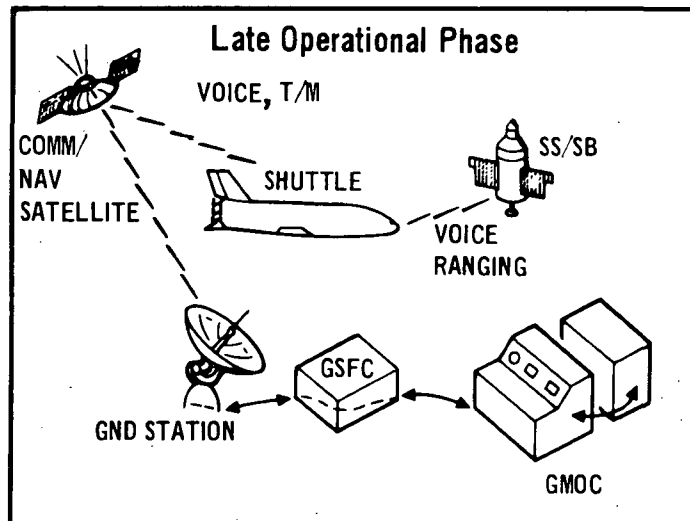 Late Operational Phase
VOICE, T/M
COMM/
NAV
SATELLITE
SHUTTLE
SS/SB
VOICE
RANGING
GSFC
GND STATION
GMOC